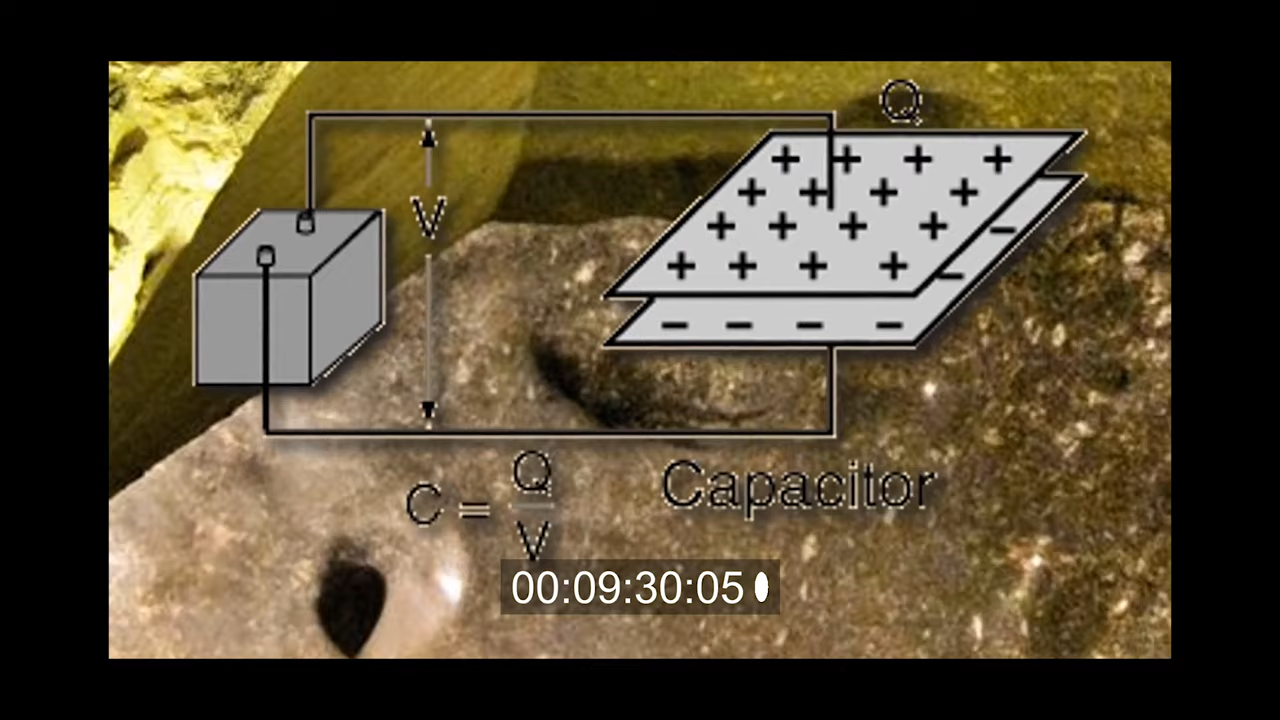 Q
+ + + +
+ + + +
V
+ + + +
−
+ + + +
−
− − − −
C = Q/V
Capacitor
00:09:30:05